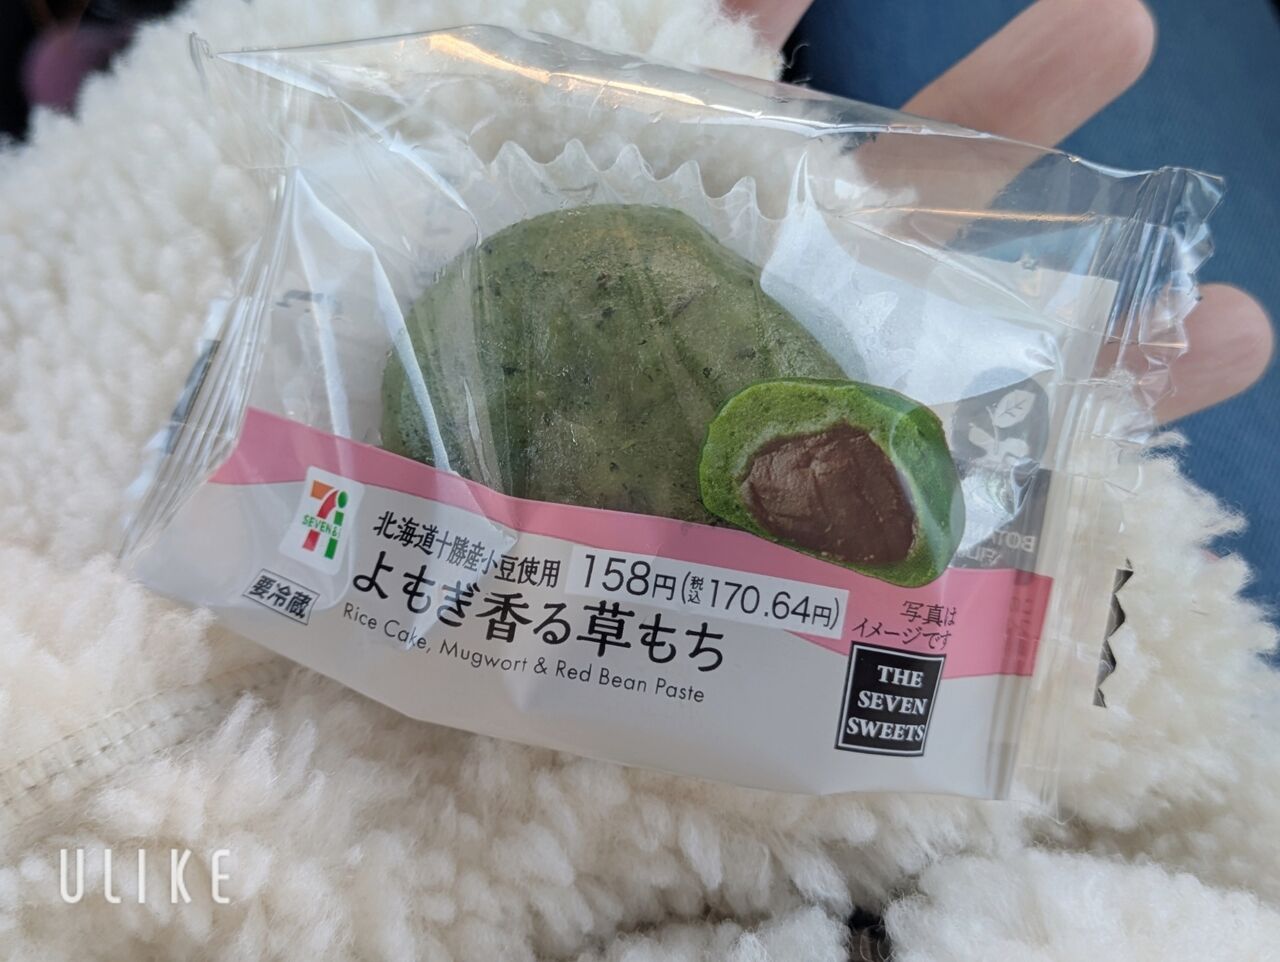 SEVEN & i
要冷蔵
北海道十勝産小豆使用
158円(税込170.64円)
よもぎ香る草もち
Rice Cake, Mugwort & Red Bean Paste
写真は
イメージです
THE
SEVEN
SWEETS
ULIKE